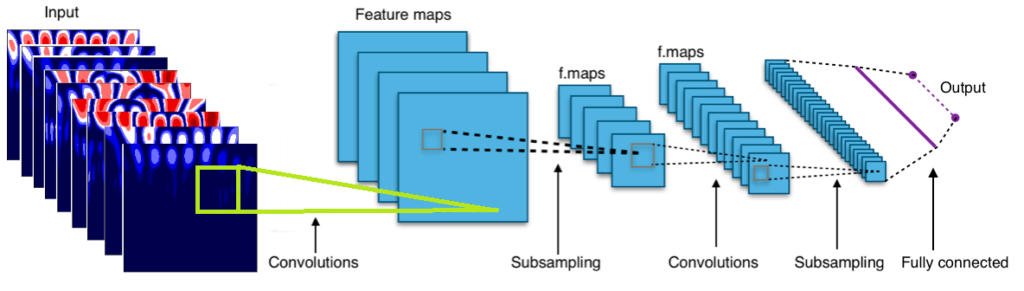 Input
Feature maps
f.maps
f.maps
Output
Convolutions
Subsampling
Convolutions
Subsampling
Fully connected